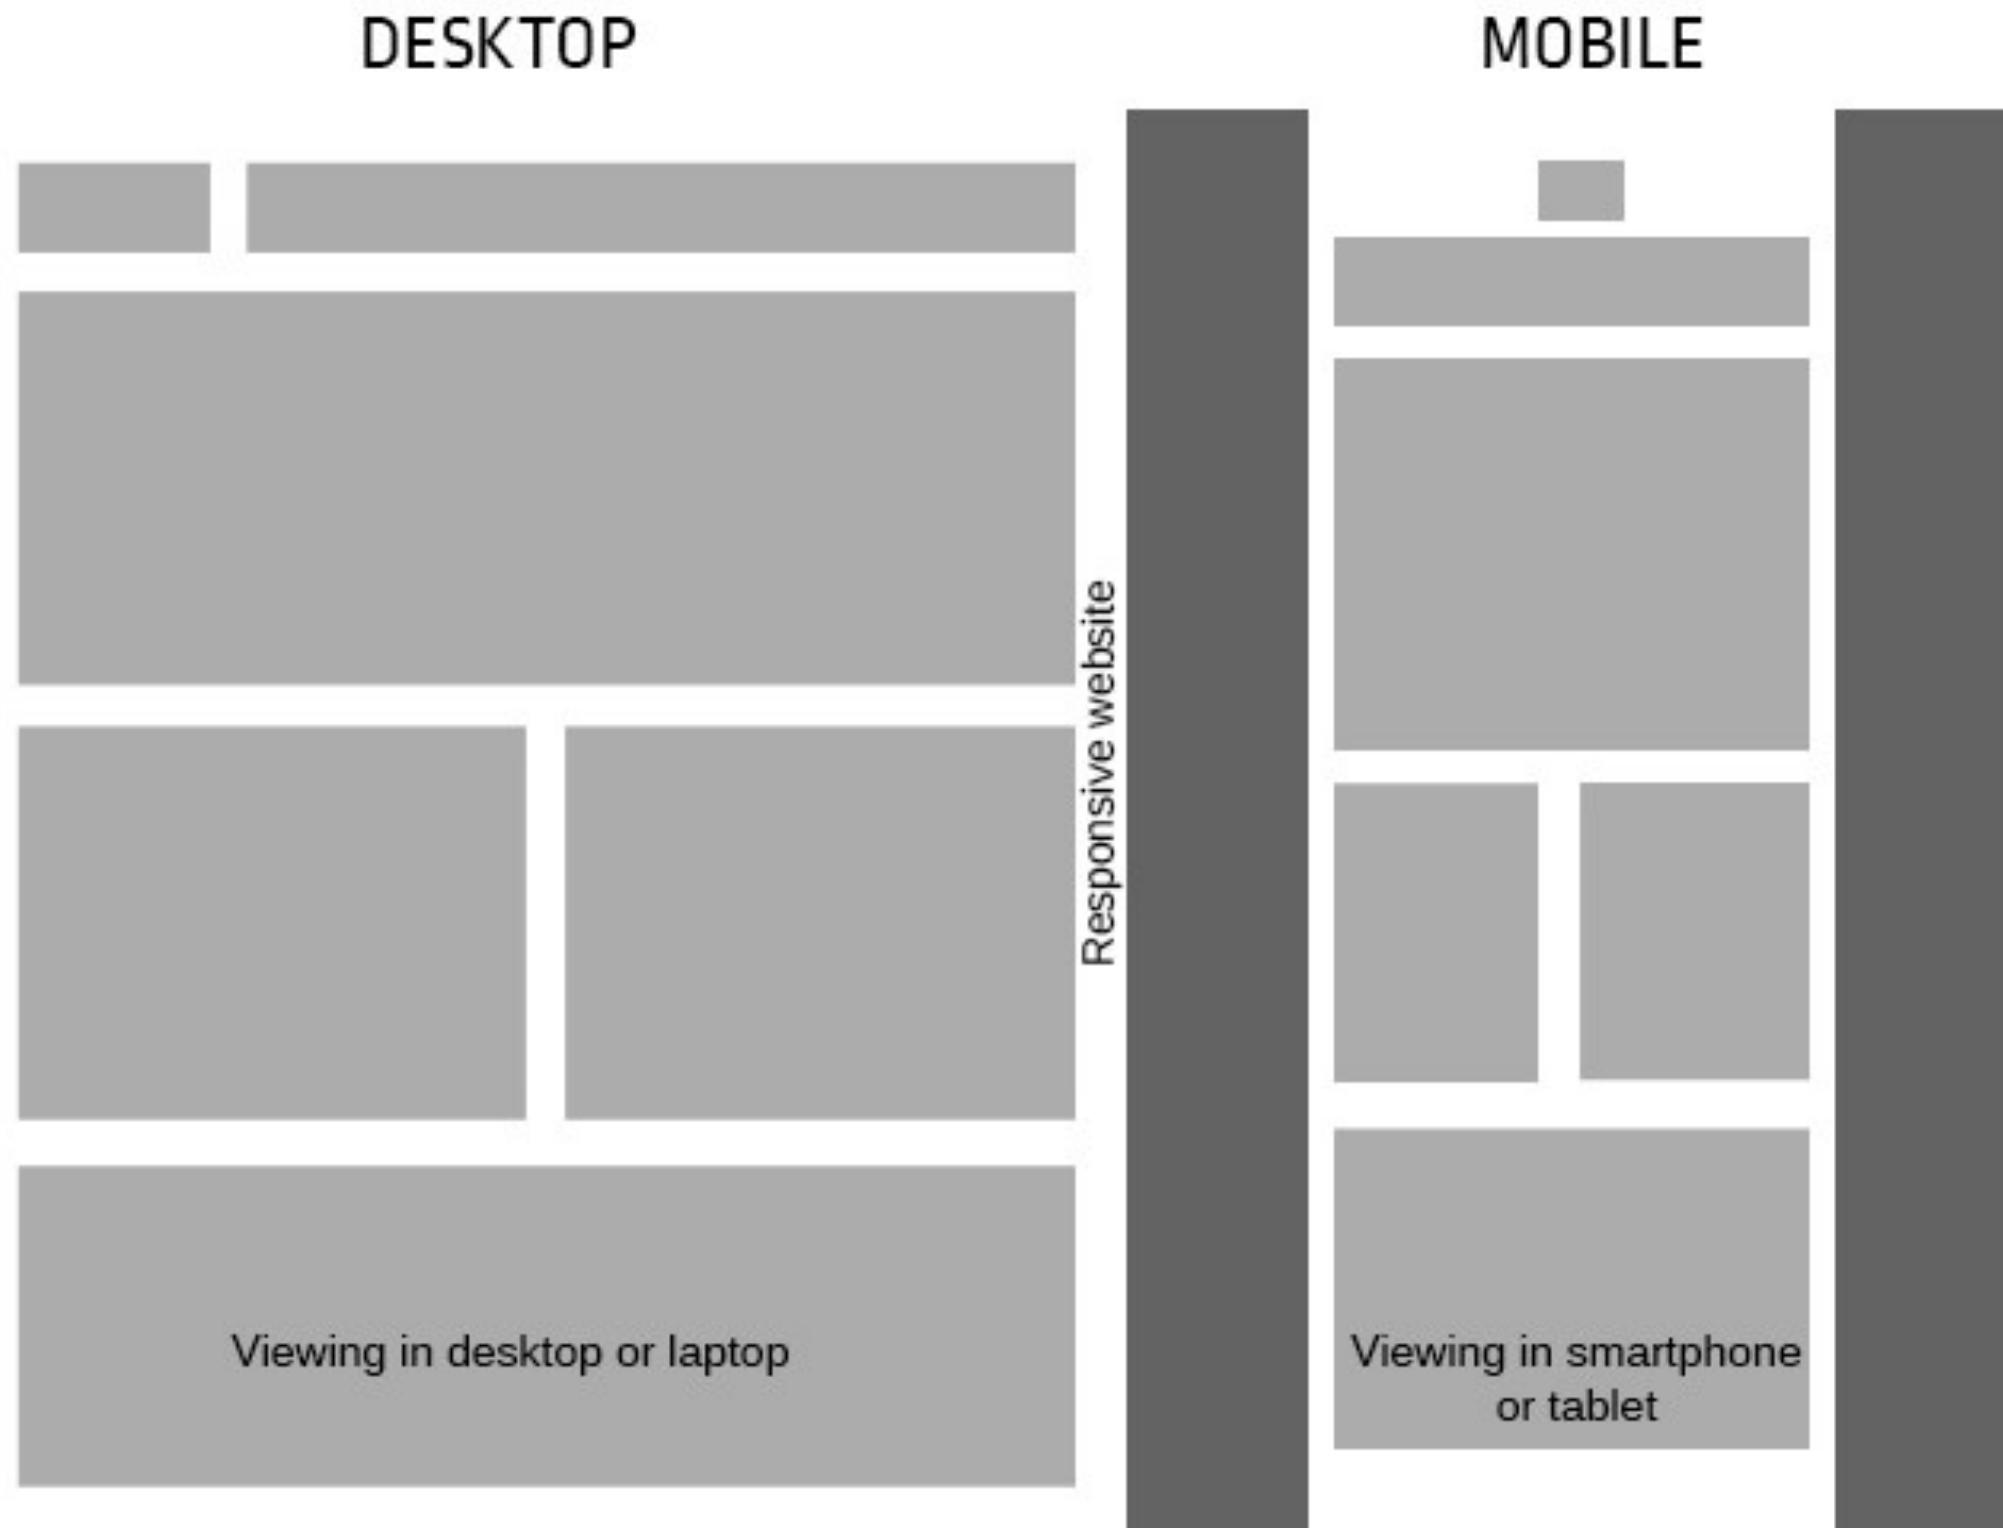 DESKTOP
MOBILE
Responsive website
Viewing in desktop or laptop
Viewing in smartphone
or tablet